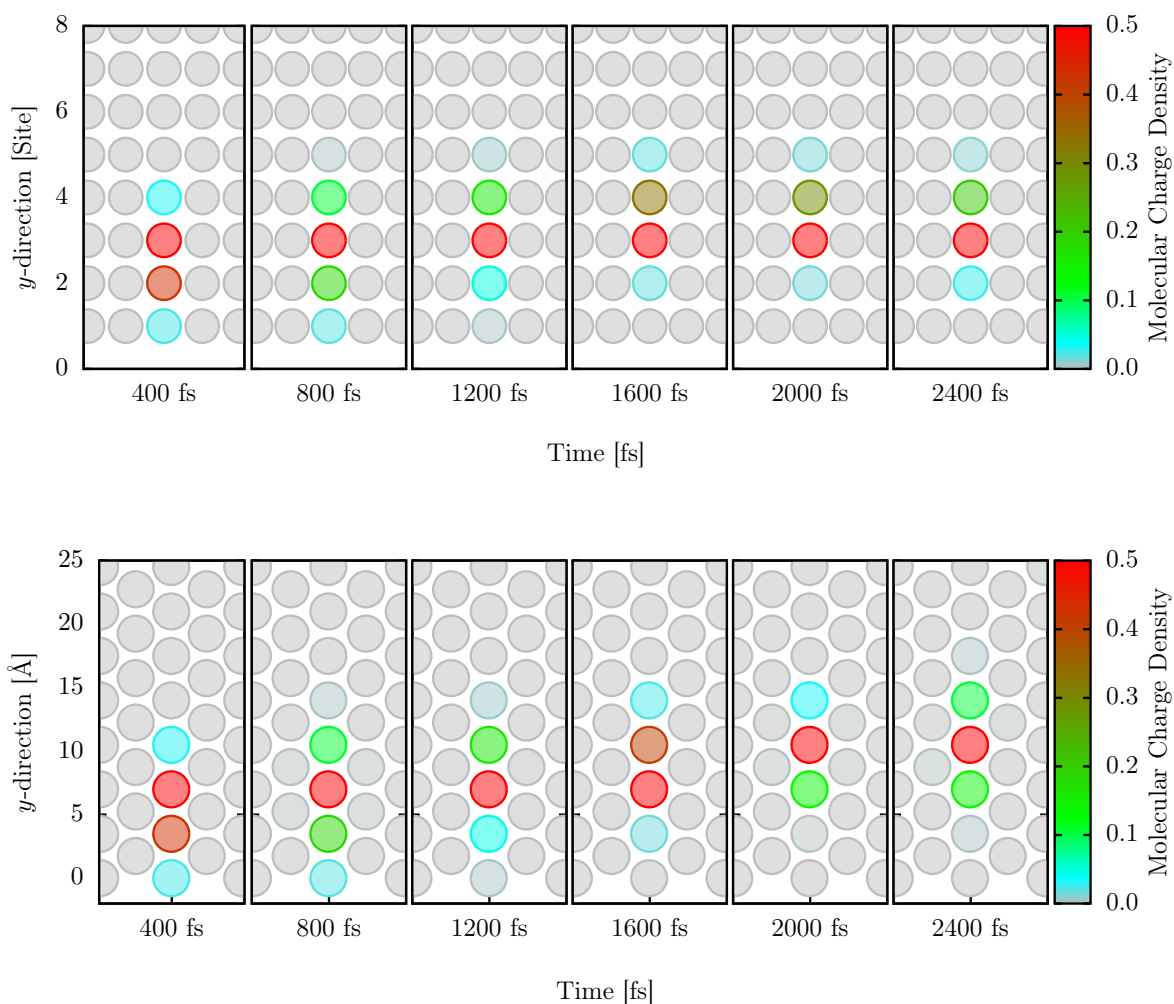 8
6
4
2
0
y-direction [Site]
400 fs
800 fs
1200 fs
1600 fs
2000 fs
2400 fs
Time [fs]
0.5
0.4
0.3
0.2
0.1
0.0
Molecular Charge Density
25
20
15
10
5
0
y-direction [Å]
400 fs
800 fs
1200 fs
1600 fs
2000 fs
2400 fs
Time [fs]
0.5
0.4
0.3
0.2
0.1
0.0
Molecular Charge Density